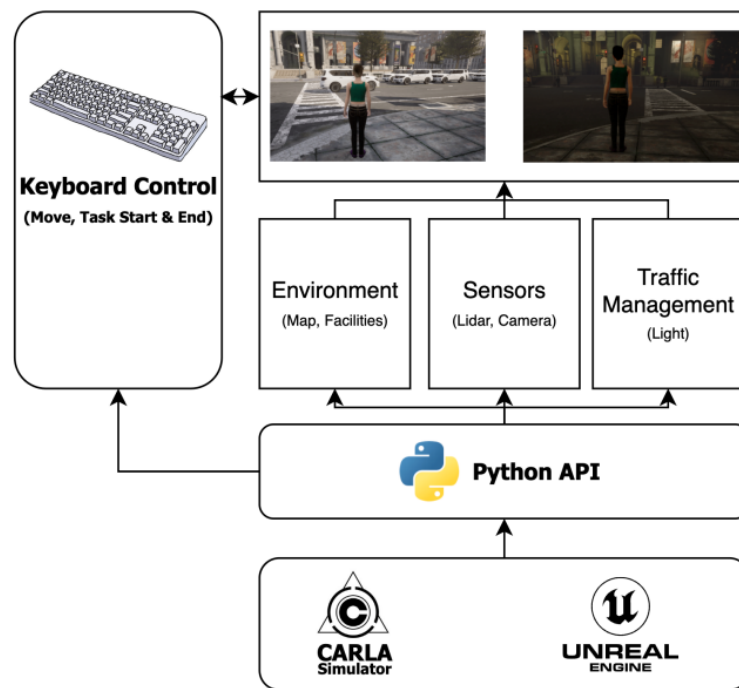 Keyboard Control
(Move, Task Start & End)
Environment
(Map, Facilities)
Sensors
(Lidar, Camera)
Traffic
Management
(Light)
Python API
C
CARLA
Simulator
U
UNREAL
ENGINE